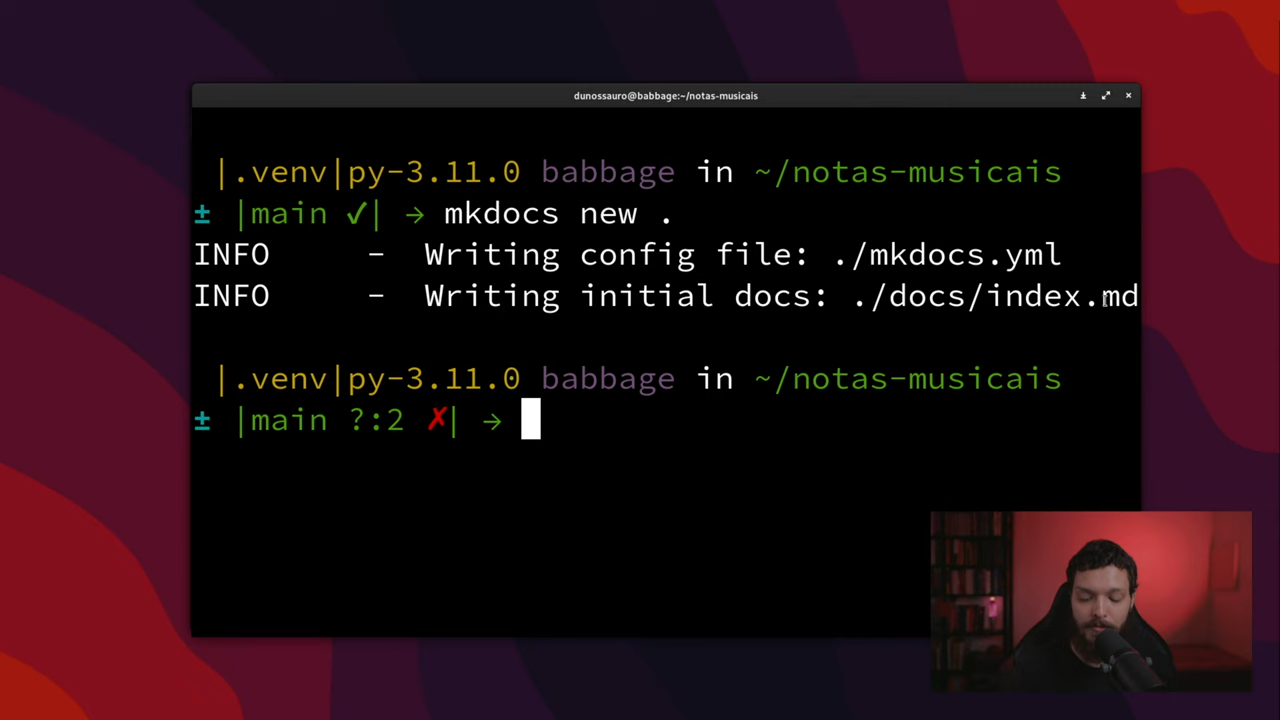 dunossauro@babbage:~/notas-musicais
|.venv|py-3.11.0 babbage in ~/notas-musicais
± |main ✓| → mkdocs new .
INFO     -  Writing config file: ./mkdocs.yml
INFO     -  Writing initial docs: ./docs/index.md
|.venv|py-3.11.0 babbage in ~/notas-musicais
± |main ?:2 ✗| →